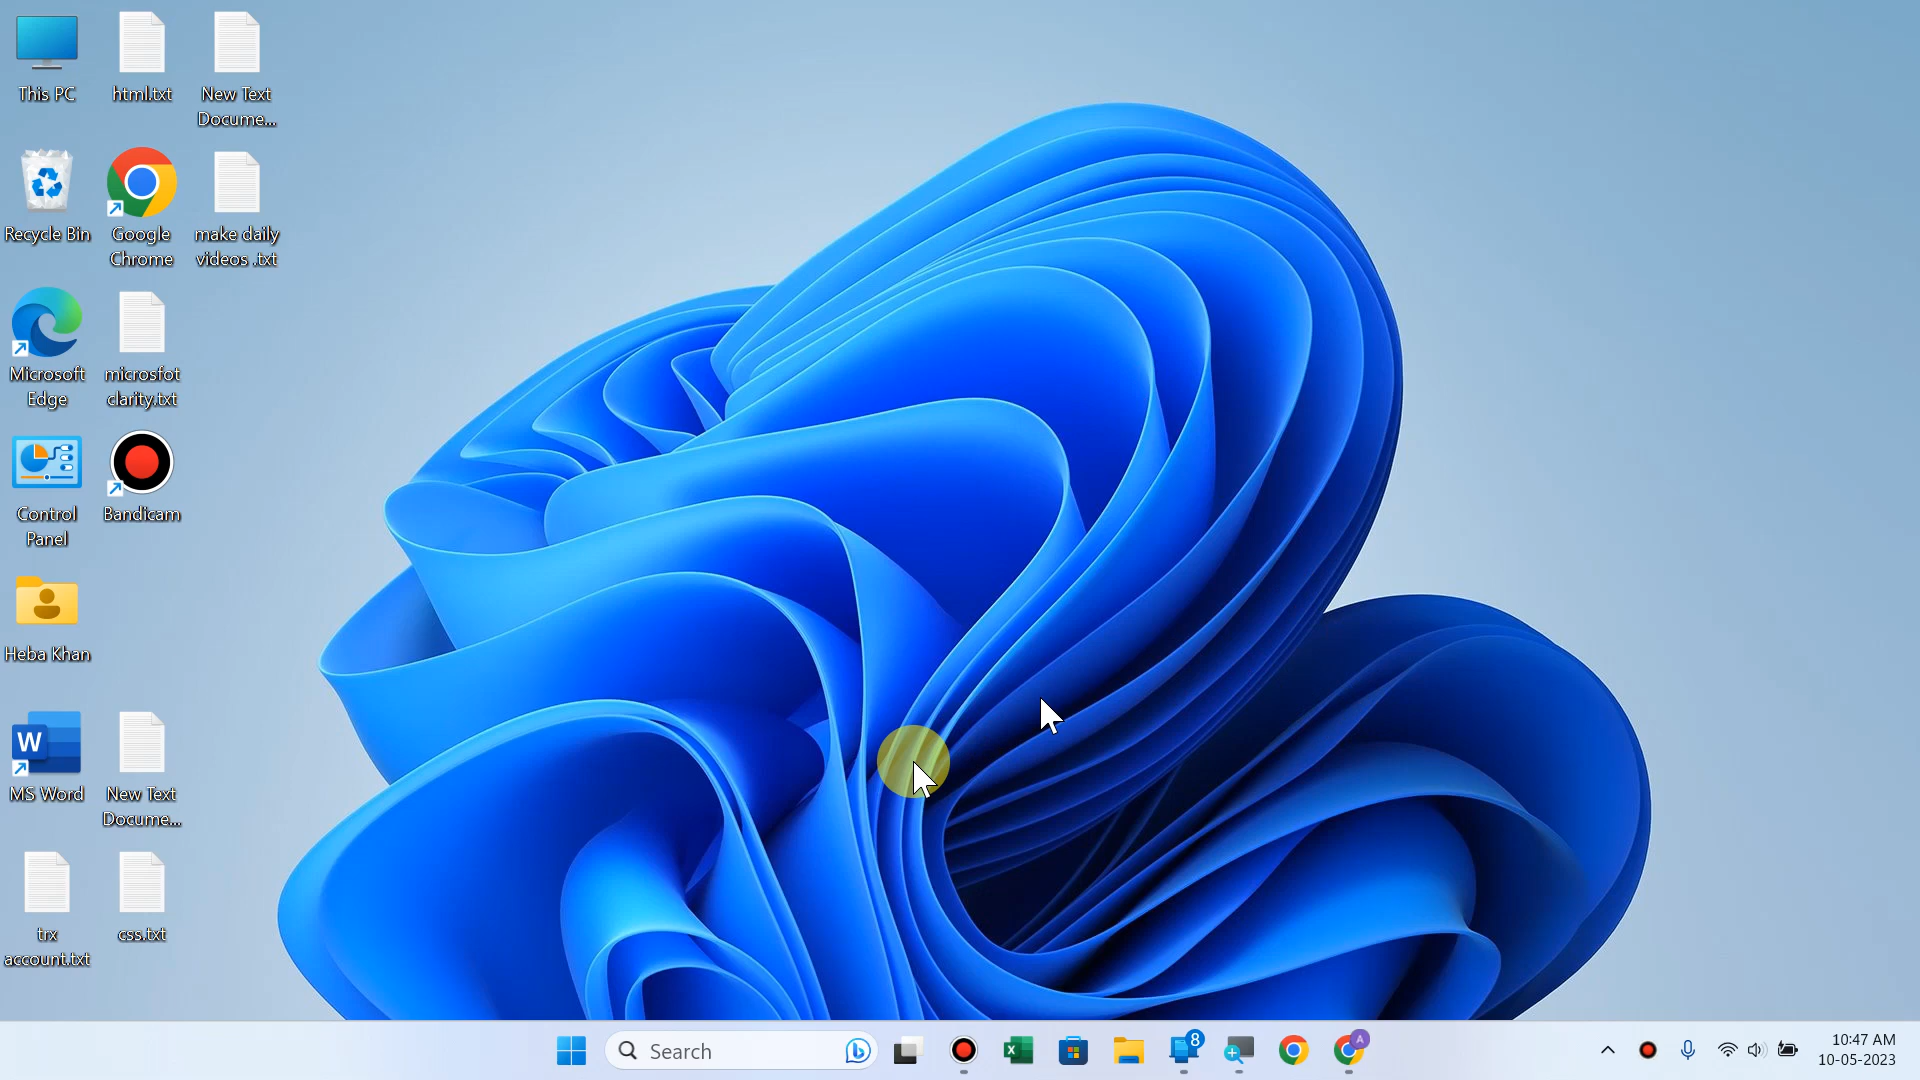 This PC
html.txt
New Text
Docume...
Recycle Bin
Google
Chrome
make daily
videos .txt
Microsoft
Edge
microsfot
clarity.txt
Control
Panel
Bandicam
Heba Khan
W
MS Word
New Text
Docume...
trx
account.txt
css.txt
Search
8
A
10:47 AM
10-05-2023